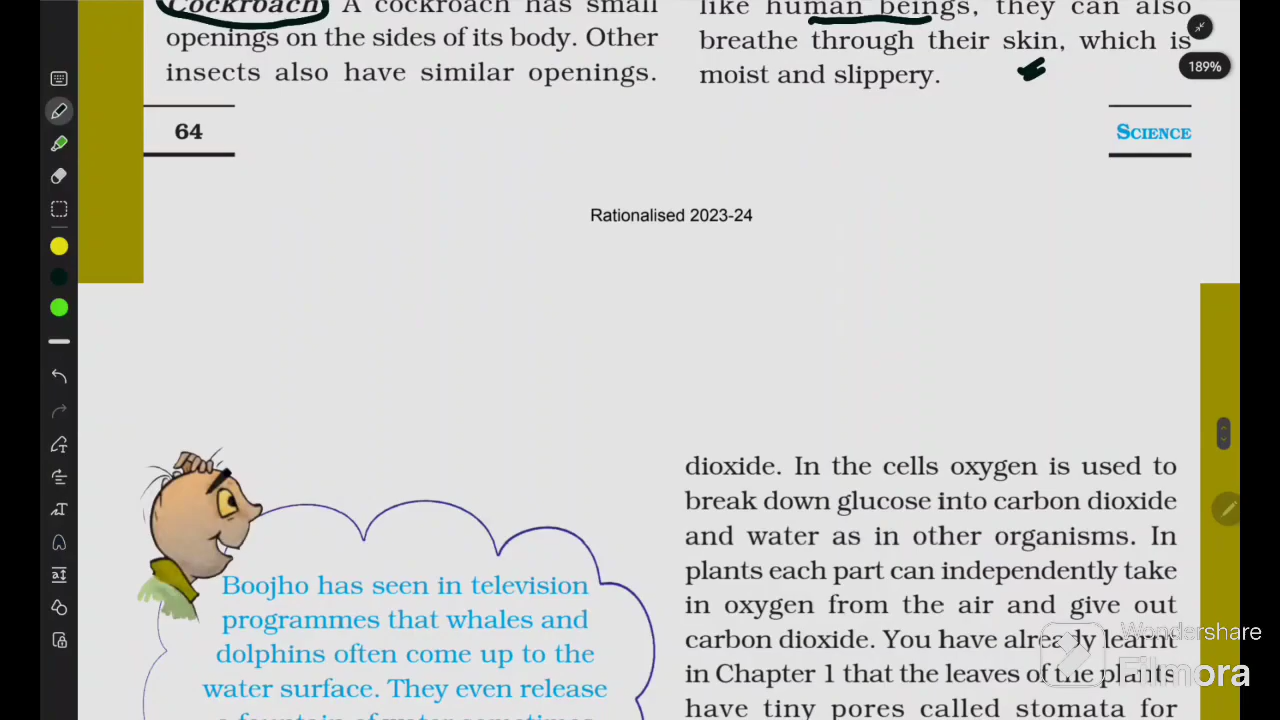 Cockroach: A cockroach has small
openings on the sides of its body. Other
insects also have similar openings.
like human beings, they can also
breathe through their skin, which is
moist and slippery.
189%
64
SCIENCE
Rationalised 2023-24
Boojho has seen in television
programmes that whales and
dolphins often come up to the
water surface. They even release
a fountain of water sometimes
dioxide. In the cells oxygen is used to
break down glucose into carbon dioxide
and water as in other organisms. In
plants each part can independently take
in oxygen from the air and give out
carbon dioxide. You have already learnt
in Chapter 1 that the leaves of the plants
have tiny pores called stomata for
Wondershare
Filmora